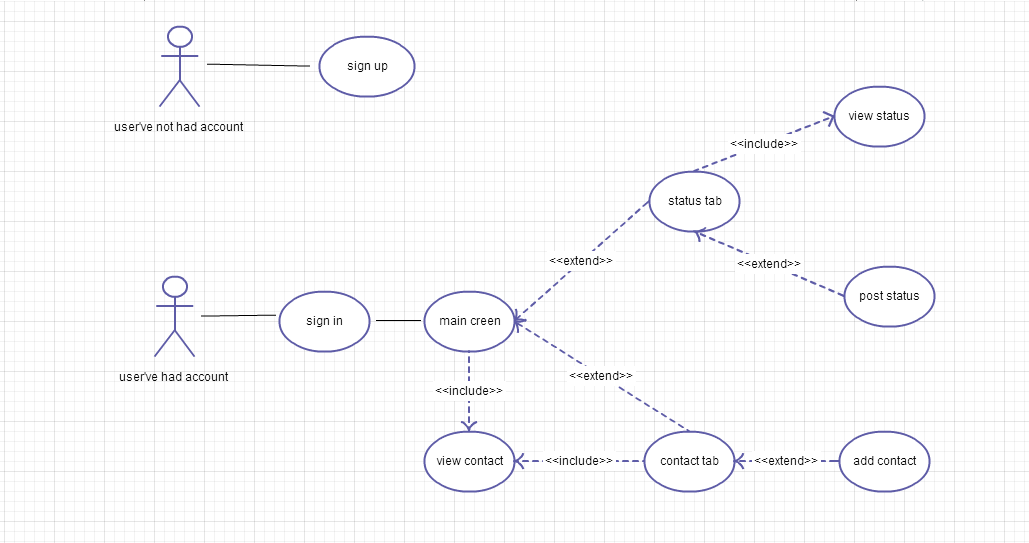 sign up
user've not had account
view status
<<include>>
status tab
<<extend>>
<<extend>>
post status
sign in
main creen
user've had account
<<extend>>
<<include>>
view contact
<<include>>
contact tab
<<extend>>
add contact